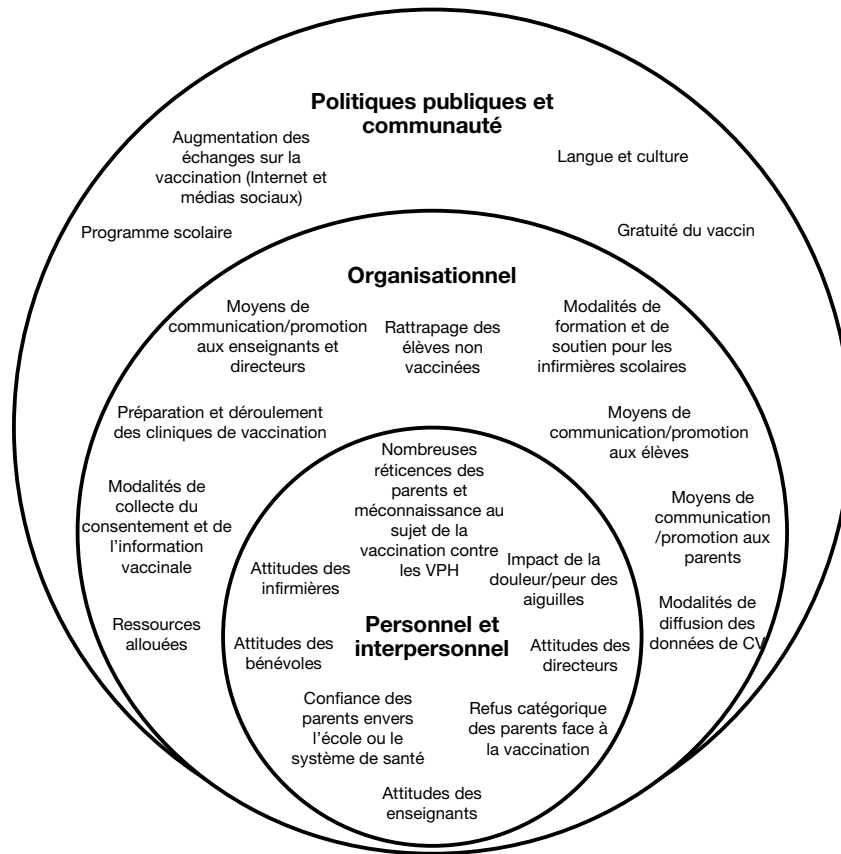 Politiques publiques et
communauté
Augmentation des
échanges sur la
vaccination (Internet et
médias sociaux)
Langue et culture
Programme scolaire
Gratuité du vaccin
Organisationnel
Moyens de
communication/promotion
aux enseignants et
directeurs
Rattrapage des
élèves non
vaccinées
Modalités de
formation et de
soutien pour les
infirmières scolaires
Préparation et déroulement
des cliniques de vaccination
Moyens de
communication/promotion
aux élèves
Modalités de
collecte du
consentement et de
l'information
vaccinale
Moyens de
communication
/promotion aux
parents
Ressources
allouées
Modalités de
diffusion des
données de CV
Nombreuses
réticences des
parents et
méconnaissance au
sujet de la
vaccination contre
les VPH
Attitudes des
infirmières
Impact de la
douleur/peur des
aiguilles
Personnel et
interpersonnel
Attitudes des
bénévoles
Attitudes des
directeurs
Confiance des
parents envers
l'école ou le
système de santé
Refus catégorique
des parents face à
la vaccination
Attitudes des
enseignants